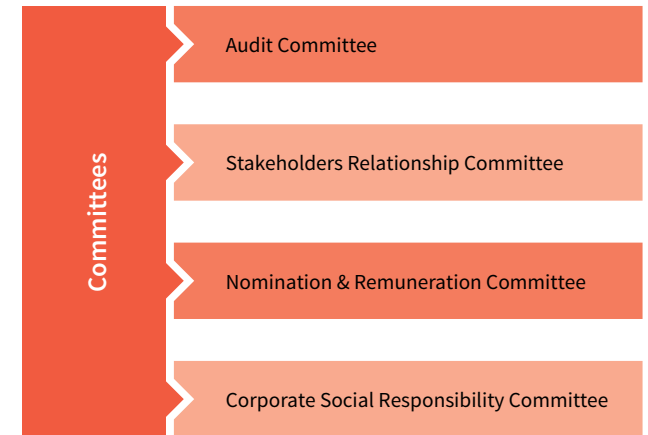 Committees
Audit Committee
Stakeholders Relationship Committee
Nomination & Remuneration Committee
Corporate Social Responsibility Committee